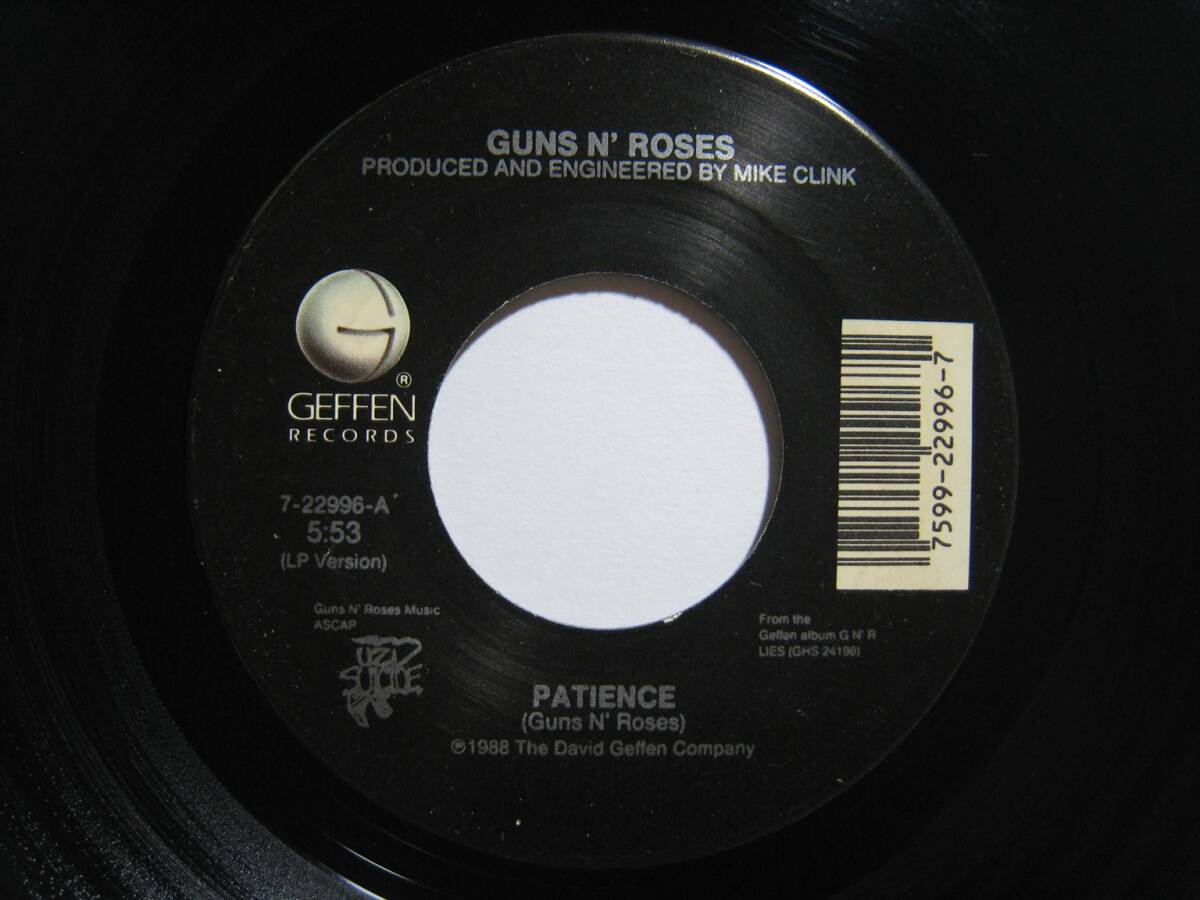 GUNS N' ROSES
PRODUCED AND ENGINEERED BY MIKE CLINK
G
®
GEFFEN
RECORDS
7-22996-A
5:53
(LP Version)
7599-22996-7
Guns N' Roses Music
ASCAP
UZI
SUICIDE
From the
Geffen album G N' R
LIES (GHS 24198)
PATIENCE
(Guns N' Roses)
℗1988 The David Geffen Company